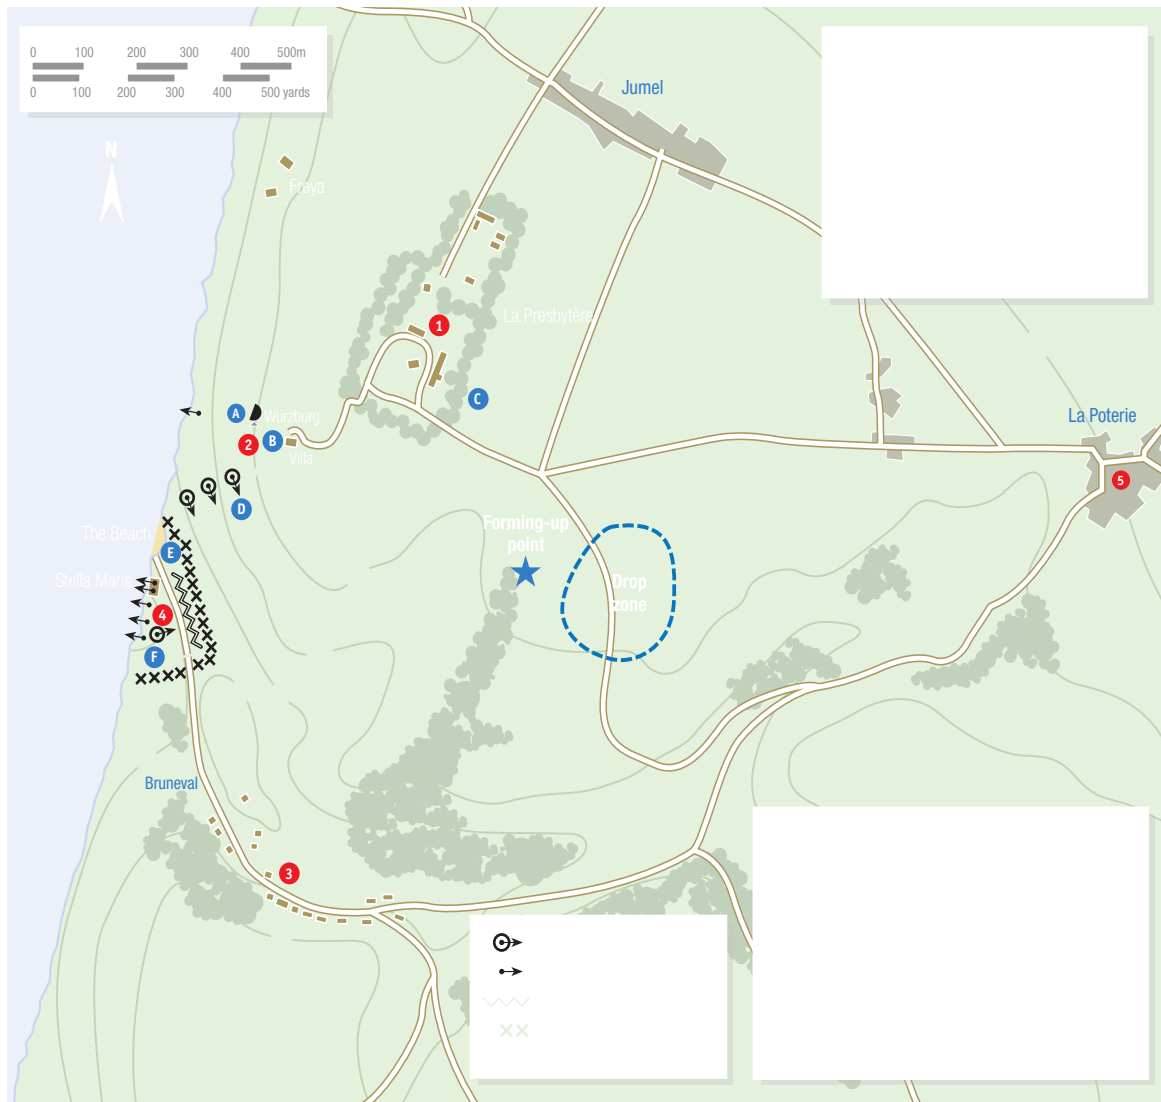 0 100 200 300 400 500m
0 100 200 300 400 500 yards
N
Jumel
Freya
La Presbytère
1
C
La Poterie
A
Würzburg
2
B
Villa
5
D
The Beach
E
Forming-up
point
Stella Maris
Drop
zone
4
F
Bruneval
3